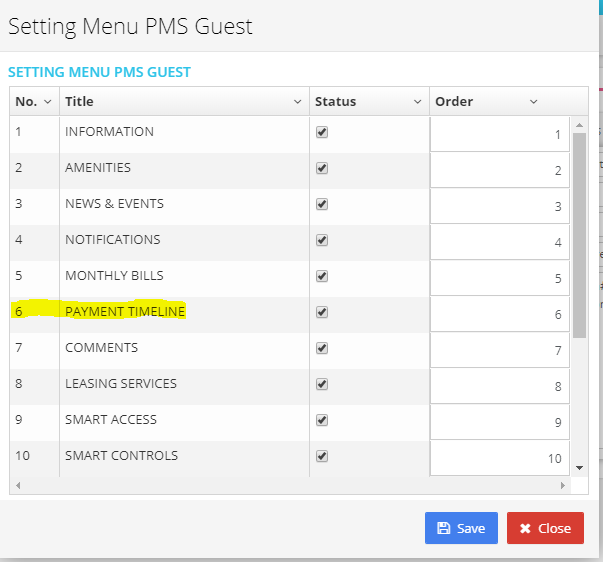 Setting Menu PMS Guest
SETTING MENU PMS GUEST
No. Title Status Order
1 INFORMATION 1
2 AMENITIES 2
3 NEWS & EVENTS 3
4 NOTIFICATIONS 4
5 MONTHLY BILLS 5
6 PAYMENT TIMELINE 6
7 COMMENTS 7
8 LEASING SERVICES 8
9 SMART ACCESS 9
10 SMART CONTROLS 10
Save Close